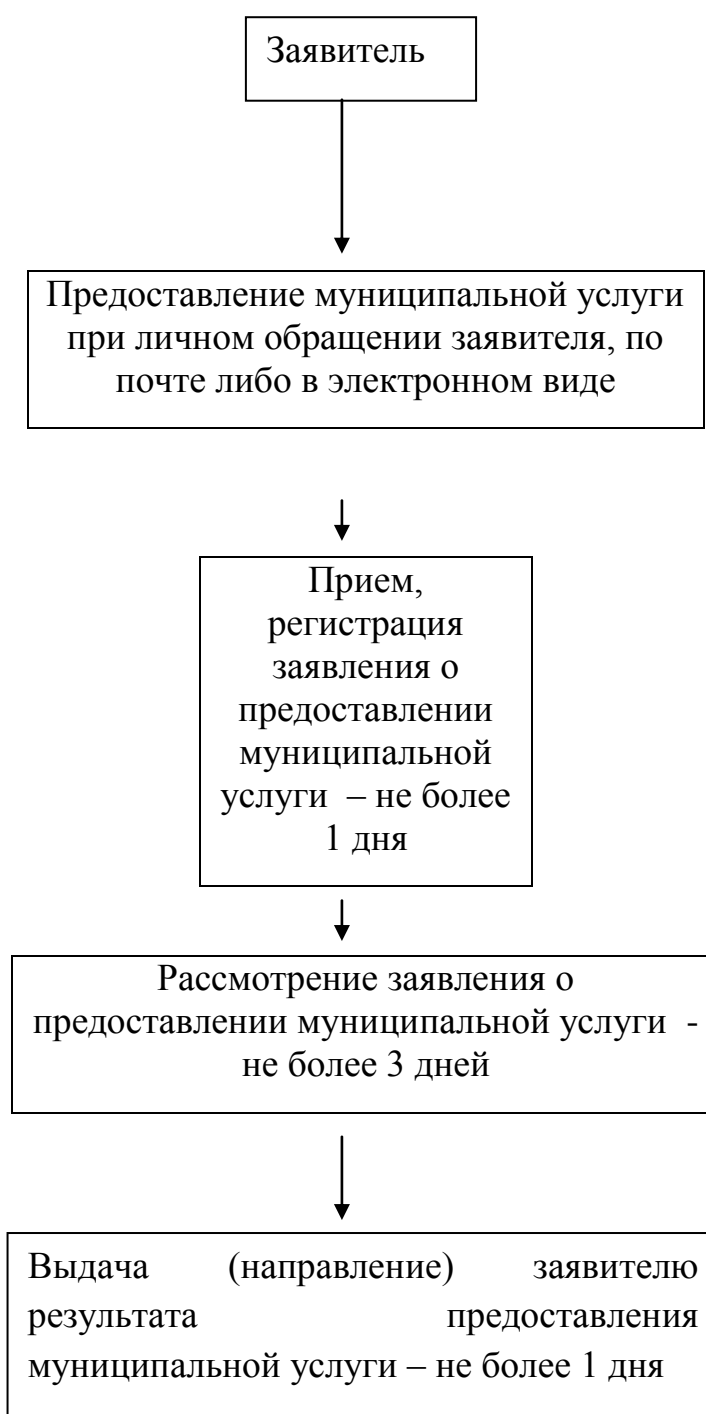 Заявитель
Предоставление муниципальной услуги
при личном обращении заявителя, по
почте либо в электронном виде
Прием,
регистрация
заявления о
предоставлении
муниципальной
услуги – не более
1 дня
Рассмотрение заявления о
предоставлении муниципальной услуги -
не более 3 дней
Выдача (направление) заявителю
результата предоставления
муниципальной услуги – не более 1 дня